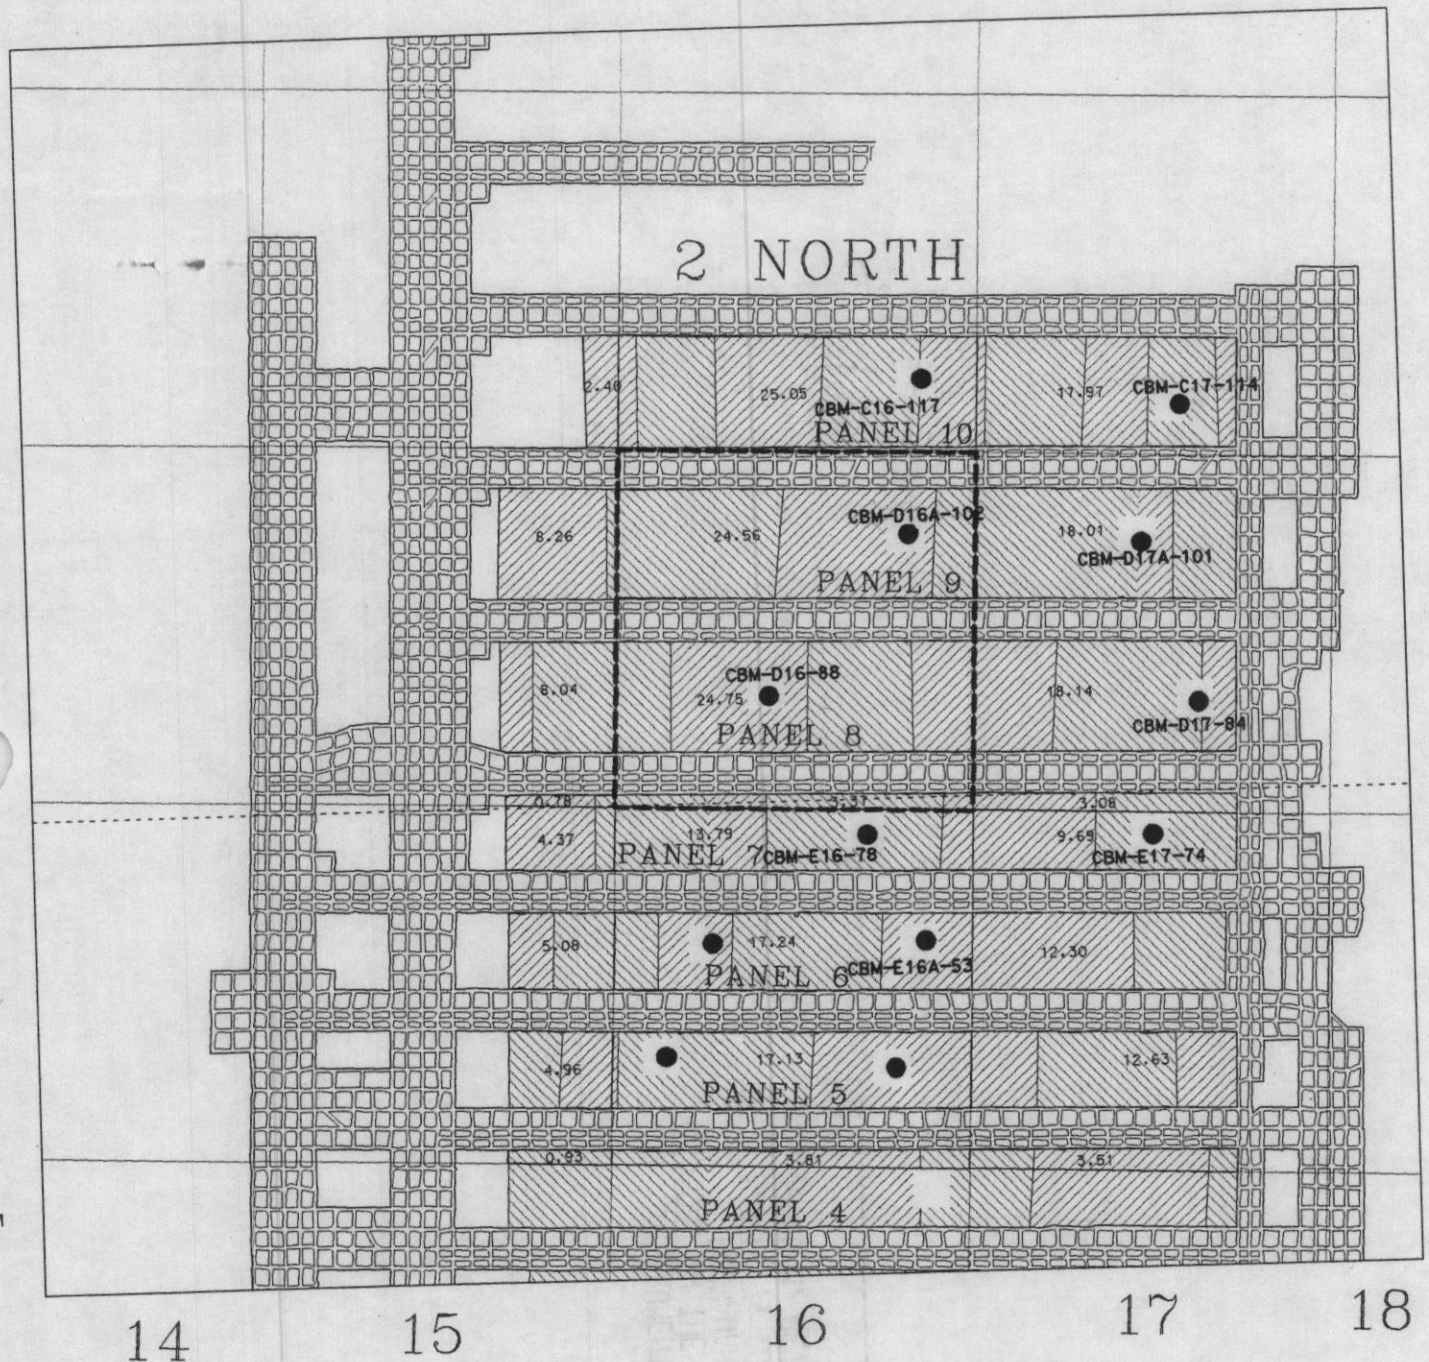 2 NORTH
2.40
25.05
CBM-C16-117
17.97
CBM-C17-114
PANEL 10
8.26
24.56
CBM-D16A-102
18.01
CBM-D17A-101
PANEL 9
8.04
CBM-D16-88
24.75
18.14
CBM-D17-84
PANEL 8
0.78
3.37
3.08
4.37
13.79
9.69
PANEL 7
CBM-E16-78
CBM-E17-74
5.08
17.24
12.30
PANEL 6
CBM-E16A-53
4.96
17.13
12.63
PANEL 5
0.93
3.81
3.51
PANEL 4
14 15 16 17 18